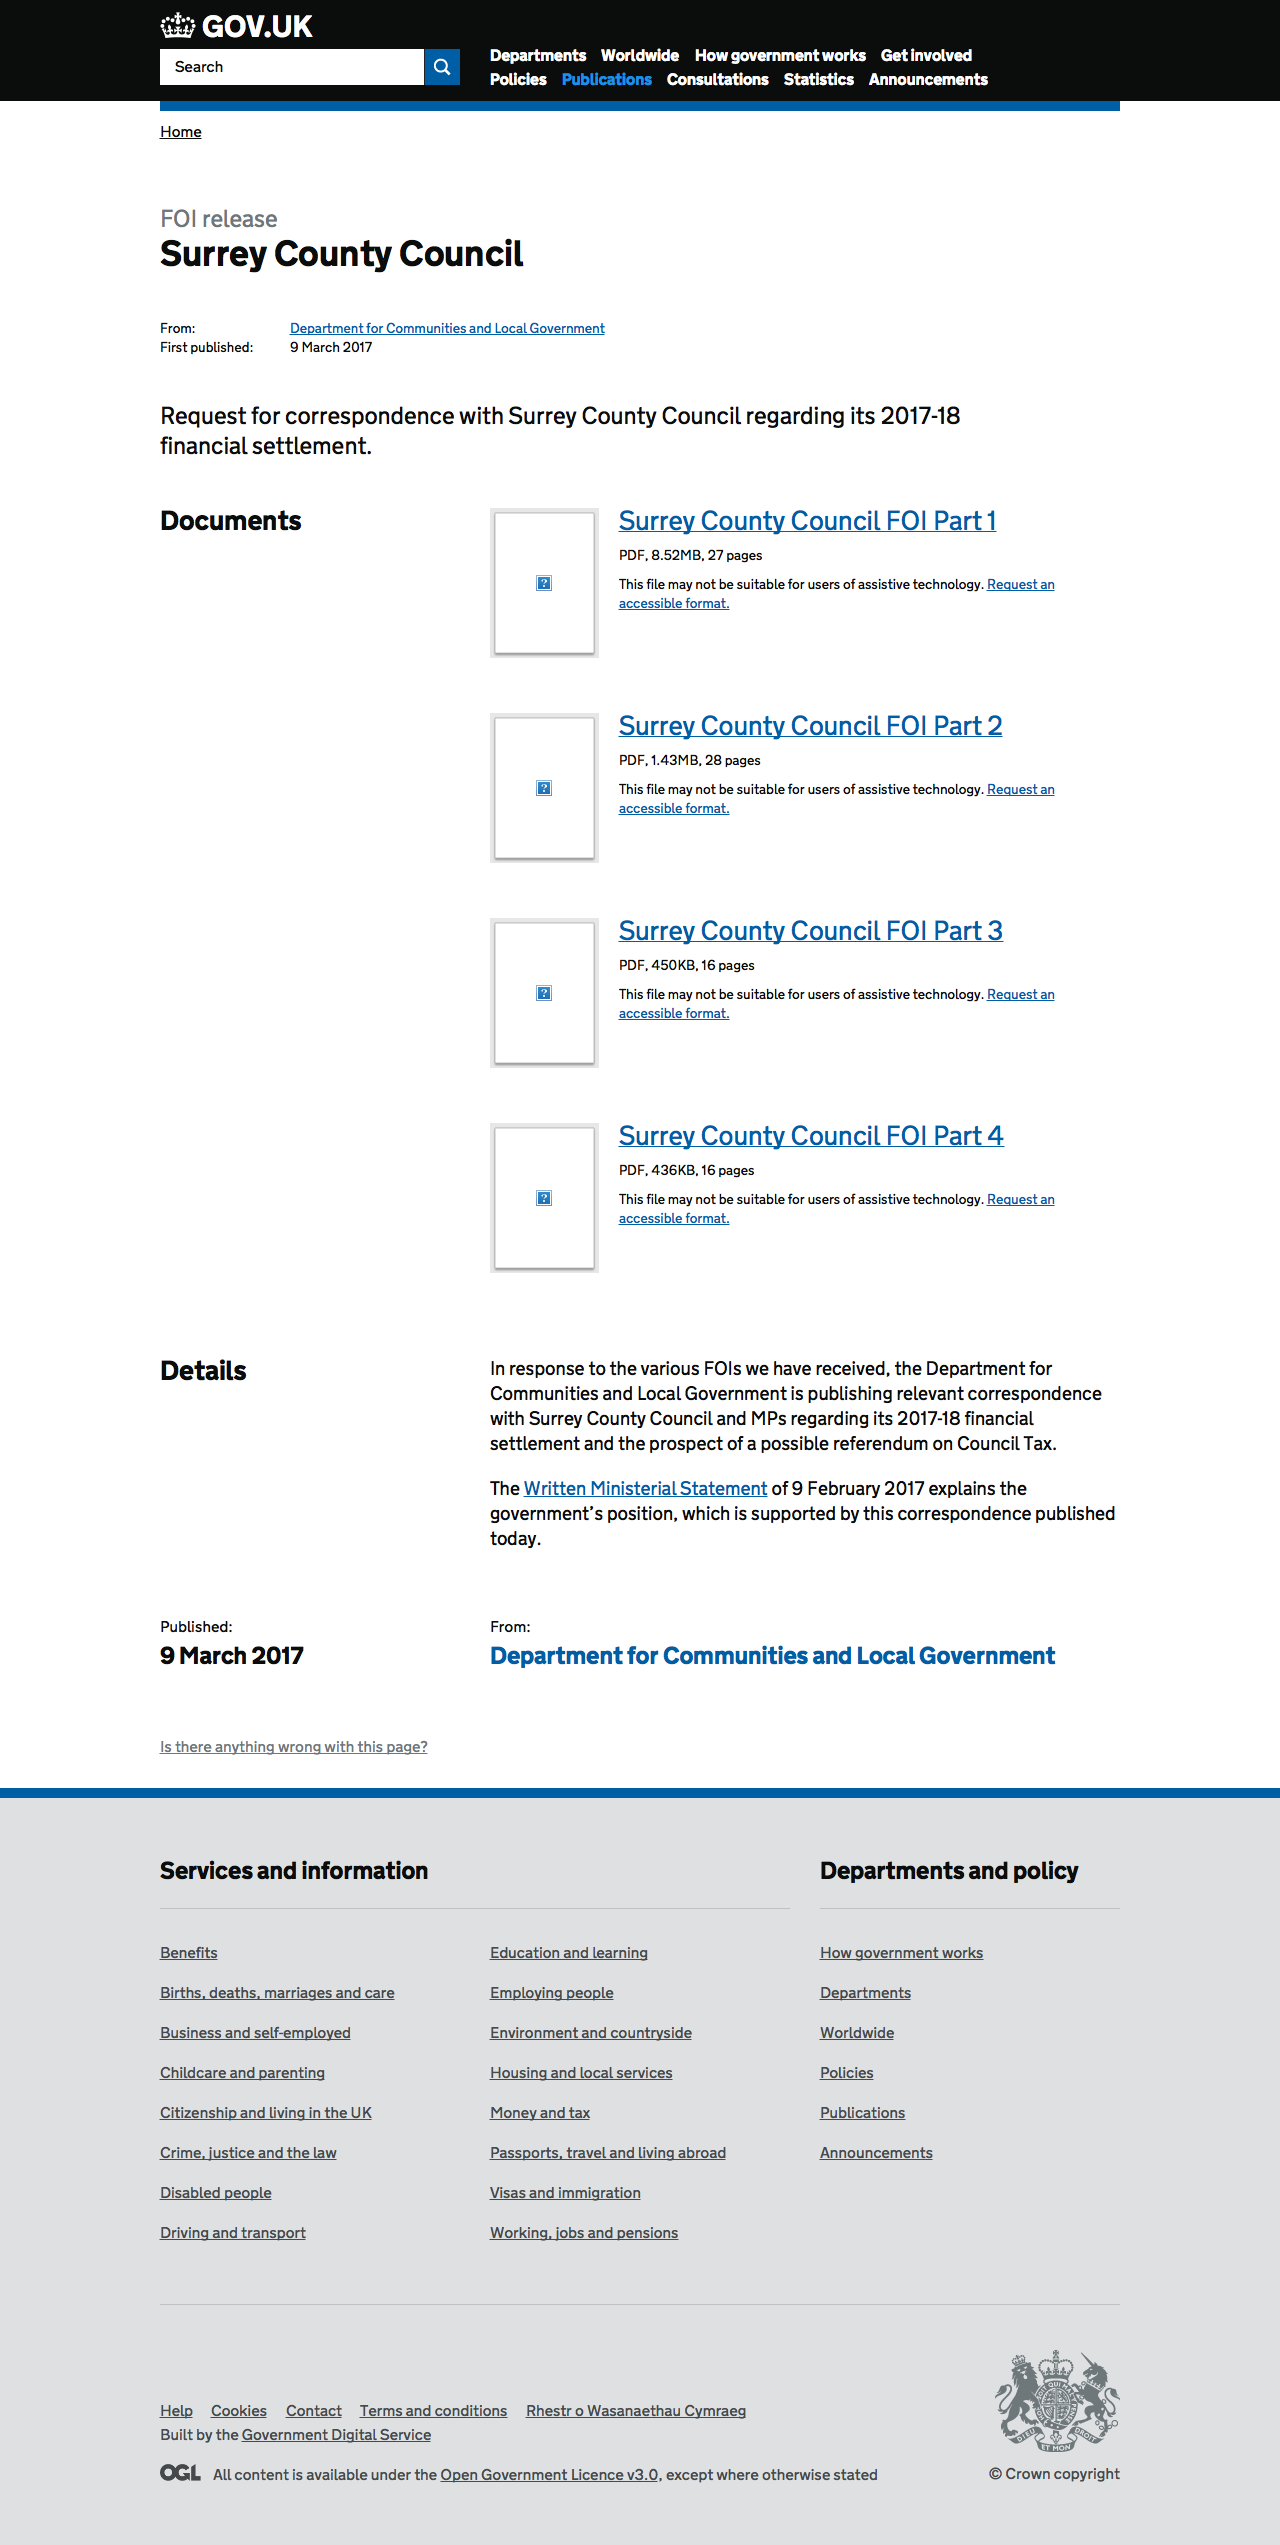 GOV.UK
Search
Departments Worldwide How government works Get involved
Policies Publications Consultations Statistics Announcements
Home
FOI release
Surrey County Council
From: Department for Communities and Local Government
First published: 9 March 2017
Request for correspondence with Surrey County Council regarding its 2017-18
financial settlement.
Documents
Surrey County Council FOI Part 1
PDF, 8.52MB, 27 pages
This file may not be suitable for users of assistive technology. Request an
accessible format.
Surrey County Council FOI Part 2
PDF, 1.43MB, 28 pages
This file may not be suitable for users of assistive technology. Request an
accessible format.
Surrey County Council FOI Part 3
PDF, 450KB, 16 pages
This file may not be suitable for users of assistive technology. Request an
accessible format.
Surrey County Council FOI Part 4
PDF, 436KB, 16 pages
This file may not be suitable for users of assistive technology. Request an
accessible format.
Details
In response to the various FOIs we have received, the Department for
Communities and Local Government is publishing relevant correspondence
with Surrey County Council and MPs regarding its 2017-18 financial
settlement and the prospect of a possible referendum on Council Tax.
The Written Ministerial Statement of 9 February 2017 explains the
government’s position, which is supported by this correspondence published
today.
Published:
9 March 2017
From:
Department for Communities and Local Government
Is there anything wrong with this page?
Services and information
Benefits
Births, deaths, marriages and care
Business and self-employed
Childcare and parenting
Citizenship and living in the UK
Crime, justice and the law
Disabled people
Driving and transport
Education and learning
Employing people
Environment and countryside
Housing and local services
Money and tax
Passports, travel and living abroad
Visas and immigration
Working, jobs and pensions
Departments and policy
How government works
Departments
Worldwide
Policies
Publications
Announcements
Help Cookies Contact Terms and conditions Rhestr o Wasanaethau Cymraeg
Built by the Government Digital Service
OGL All content is available under the Open Government Licence v3.0, except where otherwise stated
DIEU ET MON DROIT
© Crown copyright